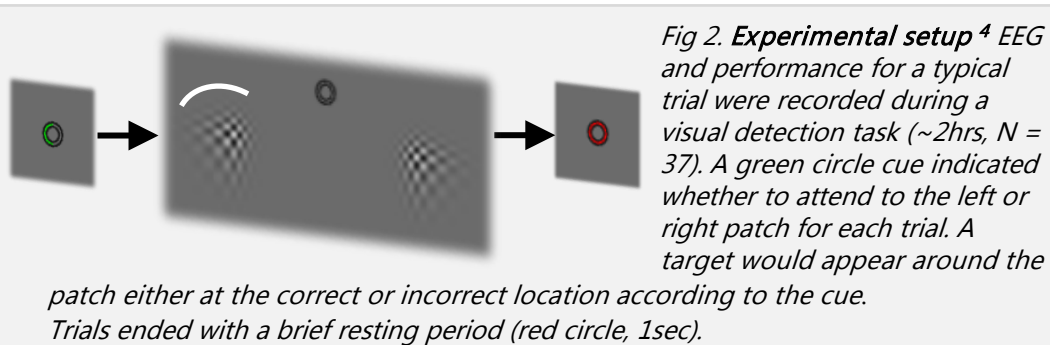 Fig 2. Experimental setup ⁴ EEG
and performance for a typical
trial were recorded during a
visual detection task (~2hrs, N =
37). A green circle cue indicated
whether to attend to the left or
right patch for each trial. A
target would appear around the
patch either at the correct or incorrect location according to the cue.
Trials ended with a brief resting period (red circle, 1sec).